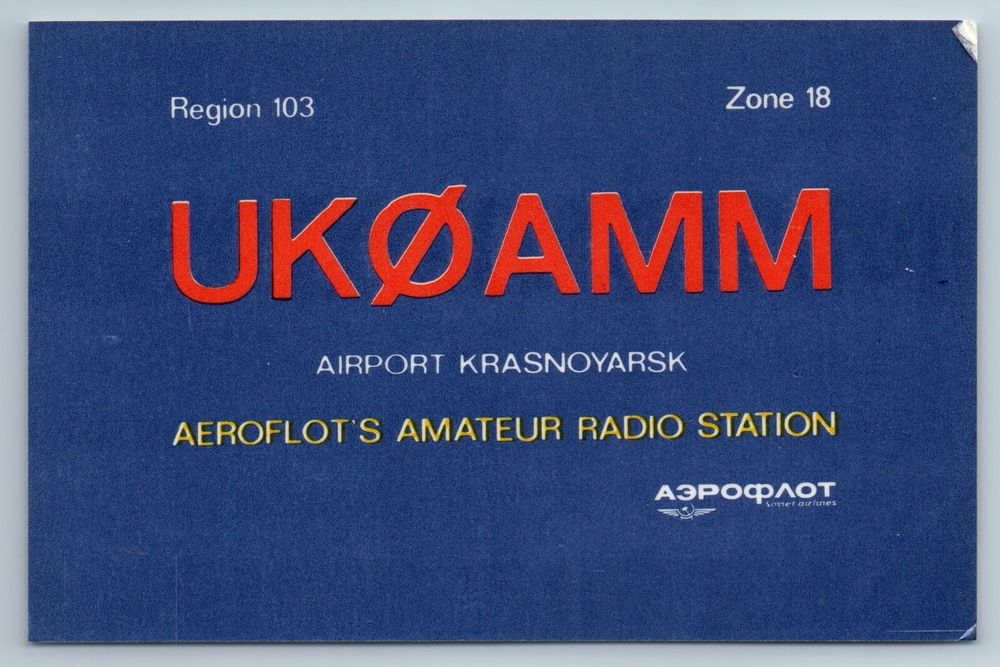 Region 103
Zone 18
UKØAMM
AIRPORT KRASNOYARSK
AEROFLOT'S AMATEUR RADIO STATION
АЭРОФЛОТ
Soviet airlines